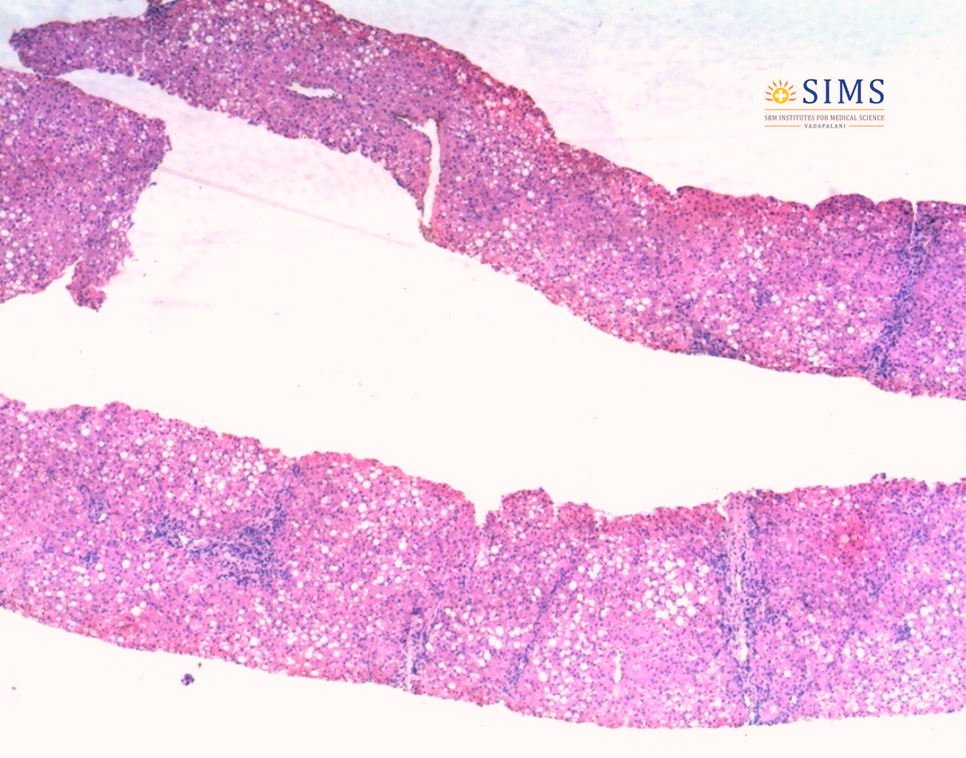 SIMS
SRM INSTITUTES FOR MEDICAL SCIENCE
VADAPALANI